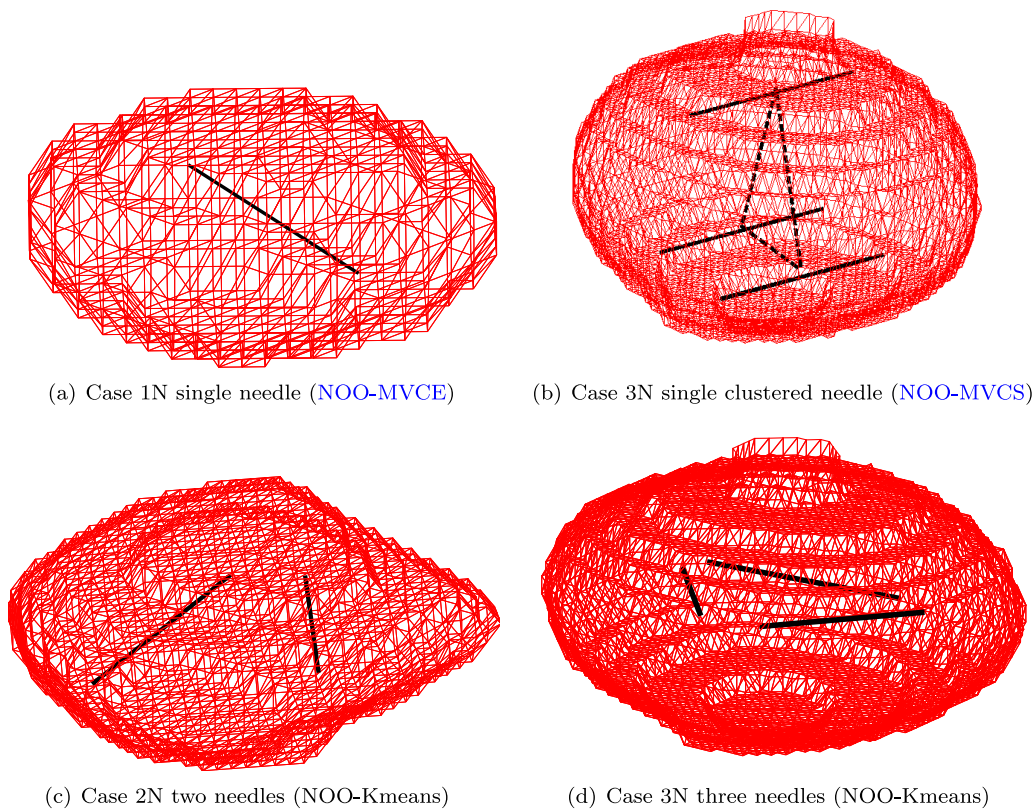 (a) Case 1N single needle (NOO-MVCE)
(b) Case 3N single clustered needle (NOO-MVCS)
(c) Case 2N two needles (NOO-Kmeans)
(d) Case 3N three needles (NOO-Kmeans)